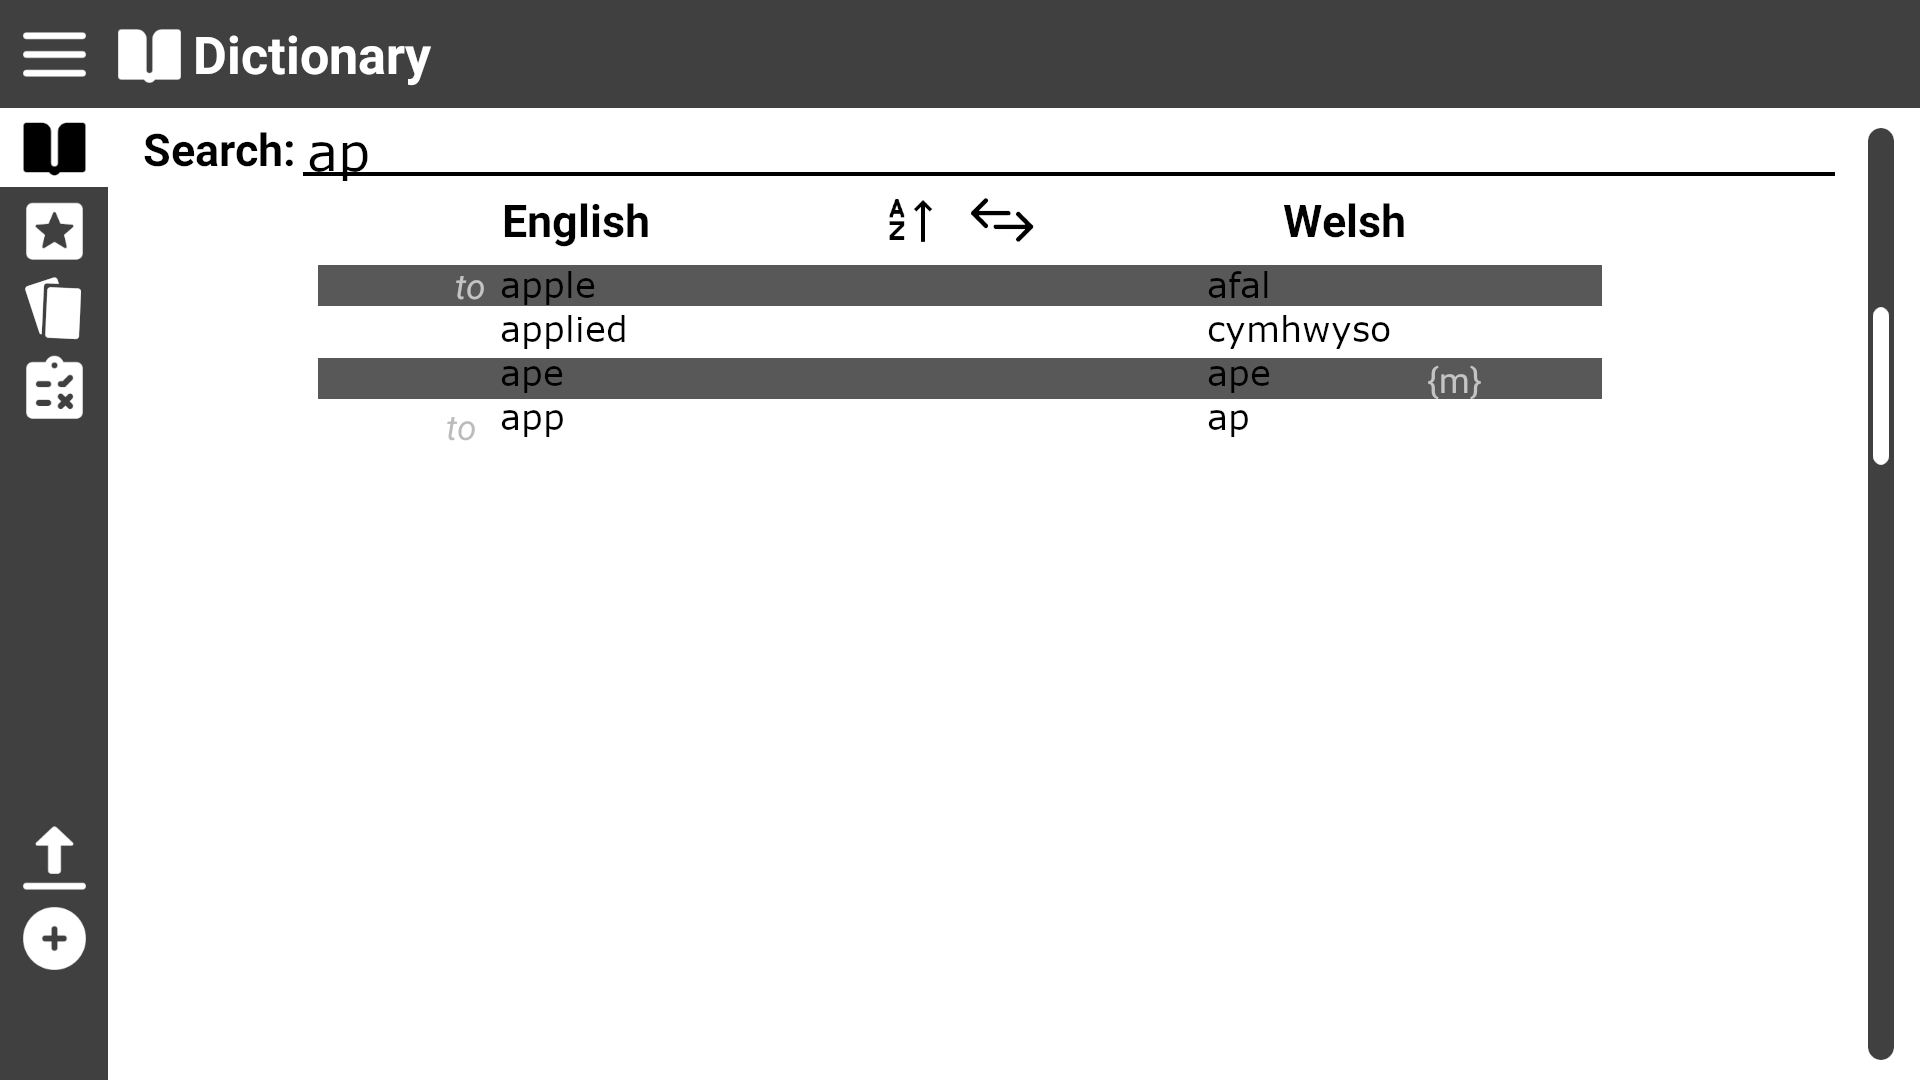 Dictionary
Search: ap
English A Z Welsh
to apple afal
applied cymhwyso
ape ape {m}
to app ap